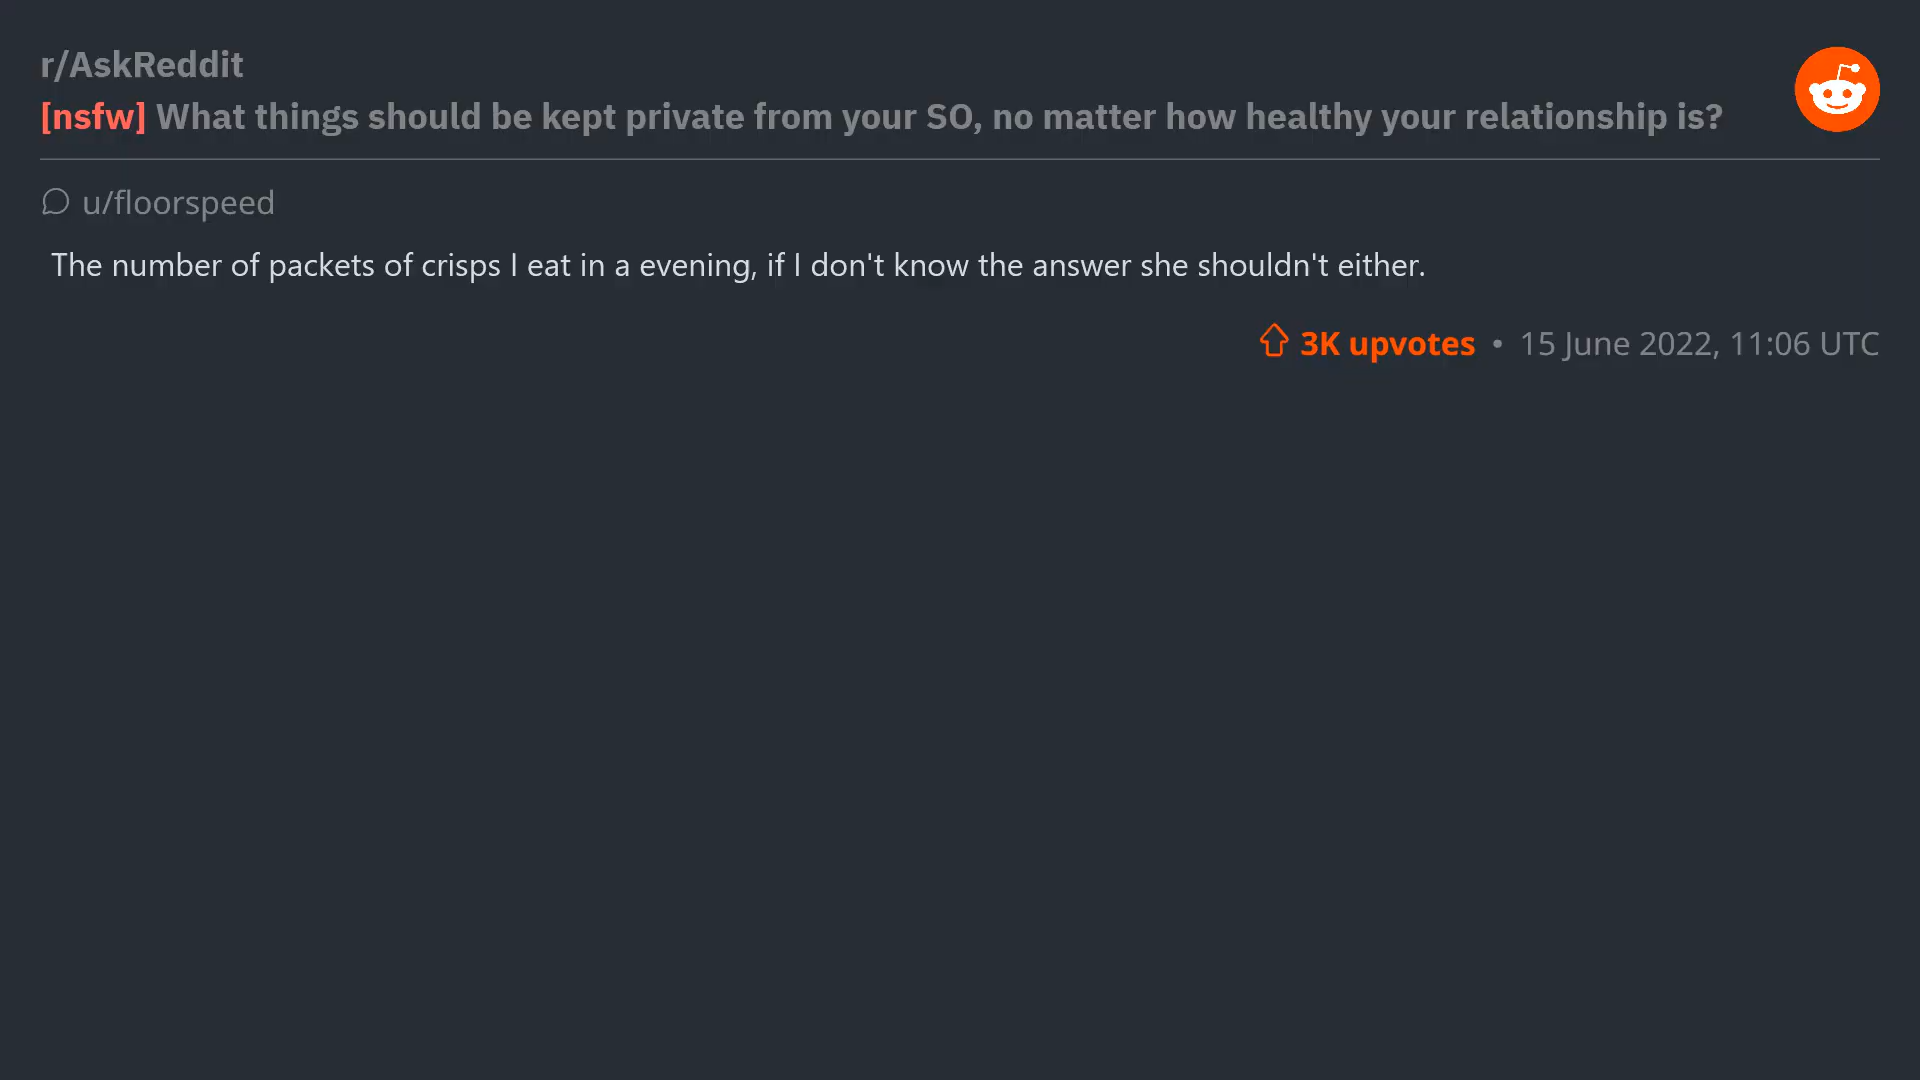 r/AskReddit
[nsfw] What things should be kept private from your SO, no matter how healthy your relationship is?
u/floorspeed
The number of packets of crisps I eat in a evening, if I don't know the answer she shouldn't either.
3K upvotes • 15 June 2022, 11:06 UTC